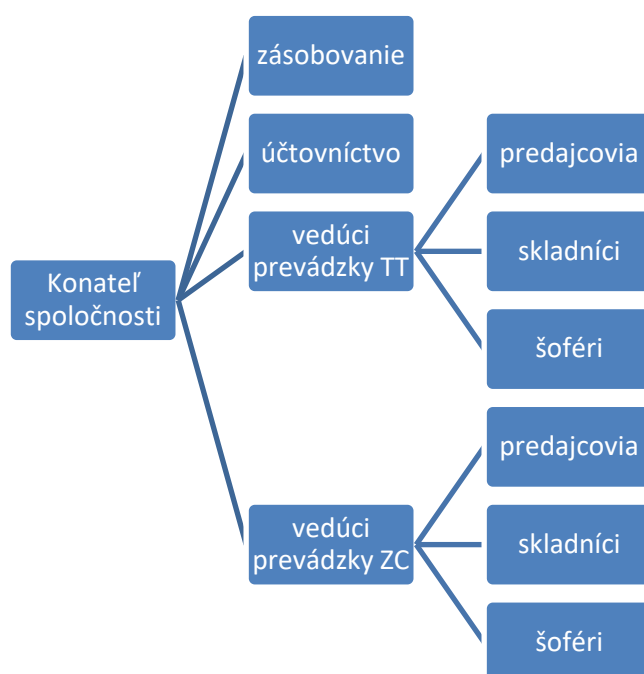 Konateľ
spoločnosti
zásobovanie
účtovníctvo
vedúci
prevádzky TT
predajcovia
skladníci
šoféri
vedúci
prevádzky ZC
predajcovia
skladníci
šoféri